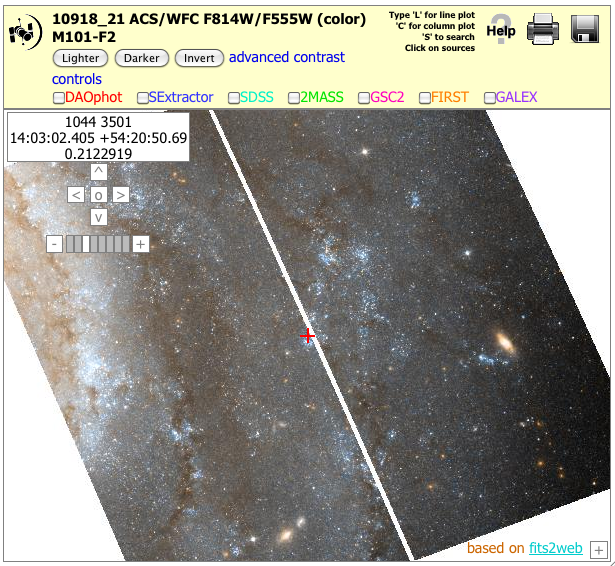 10918_21 ACS/WFC F814W/F555W (color)
M101-F2
Lighter Darker Invert advanced contrast
controls
Type 'L' for line plot
'C' for column plot
'S' to search
Click on sources
Help
DAOphot SExtractor SDSS 2MASS GSC2 FIRST GALEX
1044 3501
14:03:02.405 +54:20:50.69
0.2122919
^
< o >
v
- +
based on fits2web +